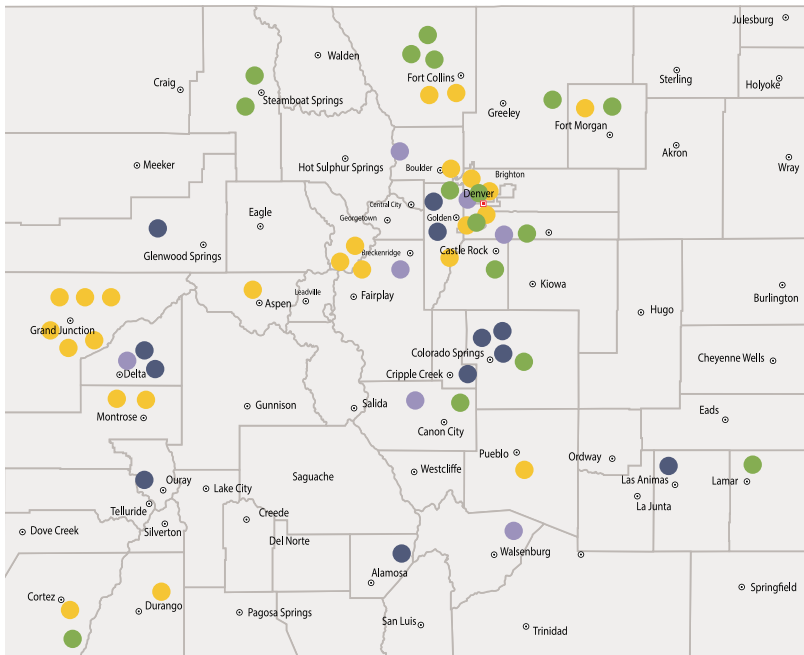 Julesburg
Walden
Sterling
Fort Collins
Holyoke
Craig
Steamboat Springs
Greeley
Fort Morgan
Akron
Wray
Meeker
Hot Sulphur Springs
Boulder
Brighton
Denver
Central City
Eagle
Georgetown
Golden
Glenwood Springs
Breckenridge
Castle Rock
Kiowa
Leadville
Fairplay
Aspen
Burlington
Hugo
Grand Junction
Colorado Springs
Cheyenne Wells
Delta
Cripple Creek
Gunnison
Salida
Montrose
Eads
Canon City
Pueblo
Ordway
Westcliffe
Saguache
Ouray
Las Animas
Lamar
Lake City
La Junta
Telluride
Creede
Dove Creek
Silverton
Del Norte
Walsenburg
Alamosa
Springfield
Cortez
Durango
Pagosa Springs
San Luis
Trinidad